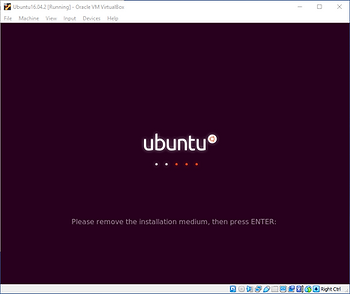 Ubuntu16.04.2 [Running] - Oracle VM VirtualBox
File Machine View Input Devices Help
ubuntu
Please remove the installation medium, then press ENTER:
Right Ctrl